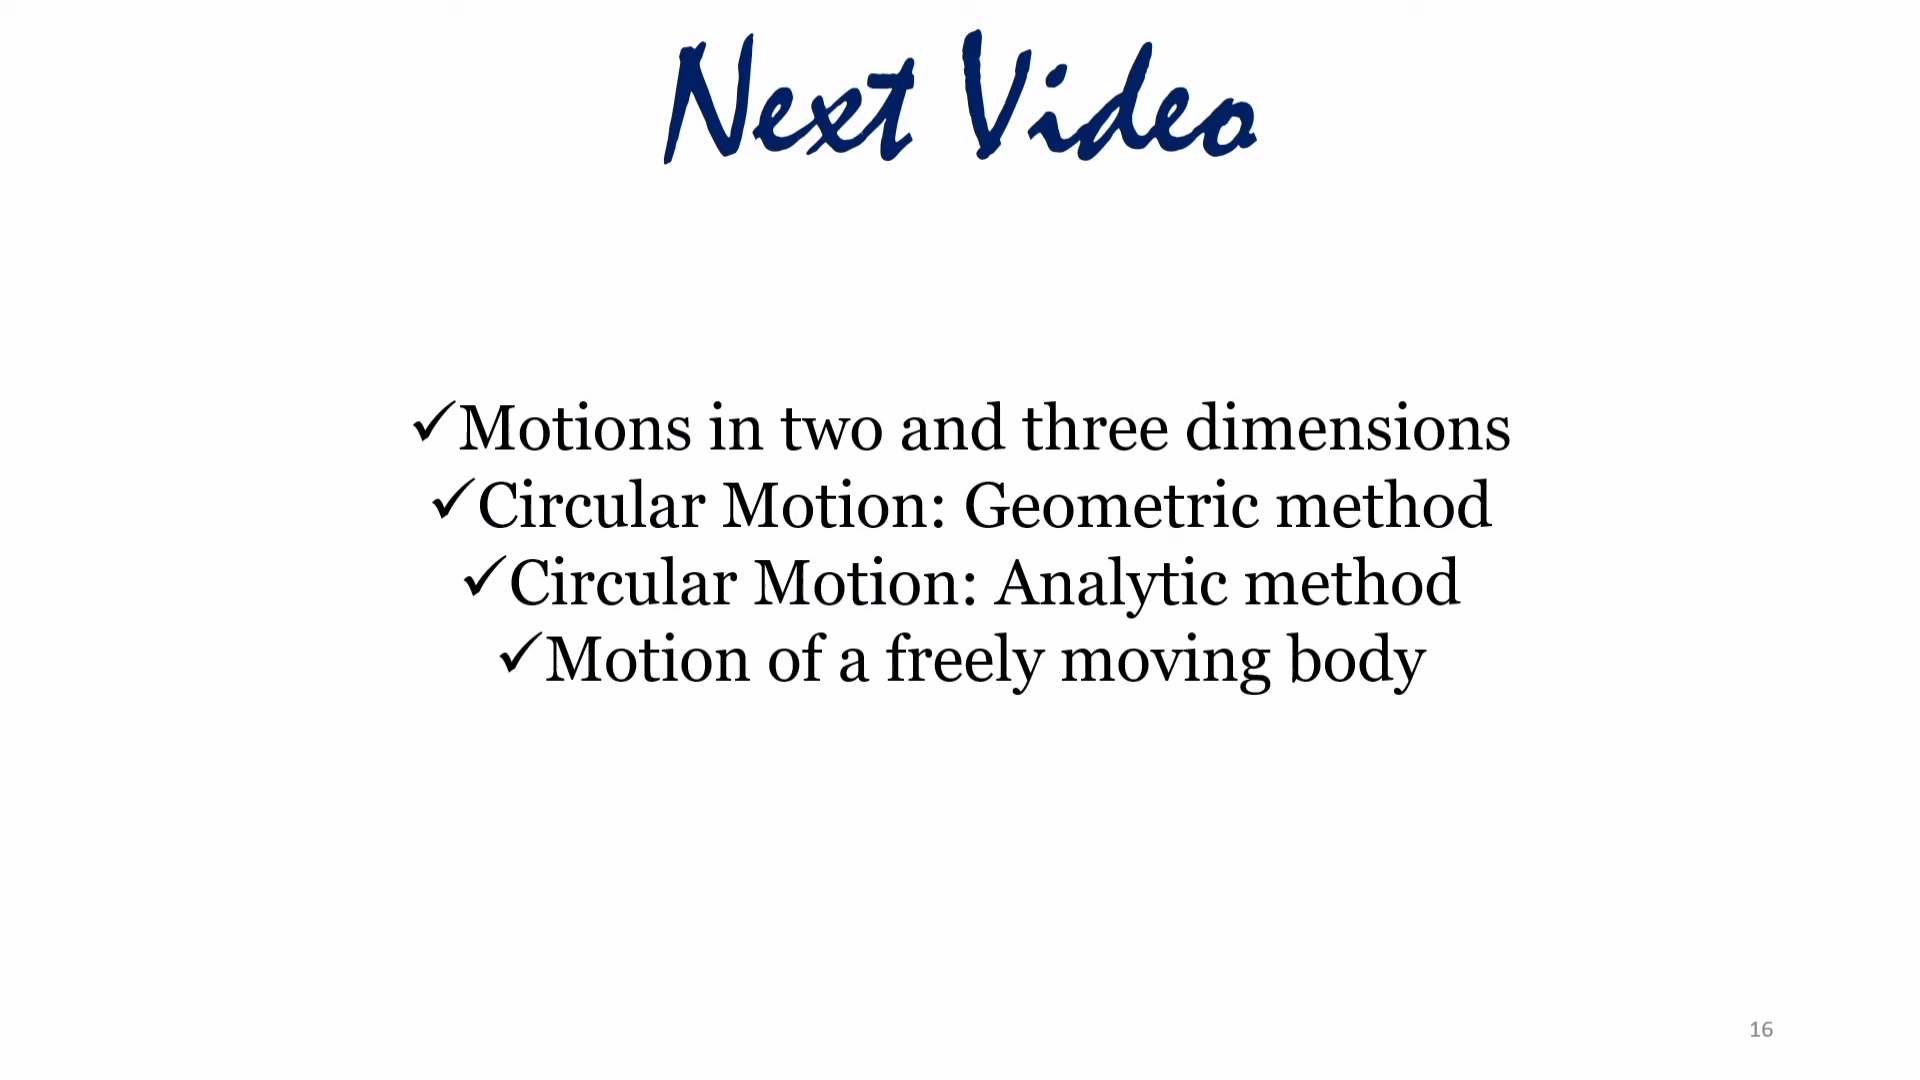 Next Video
✓Motions in two and three dimensions
✓Circular Motion: Geometric method
✓Circular Motion: Analytic method
✓Motion of a freely moving body
16